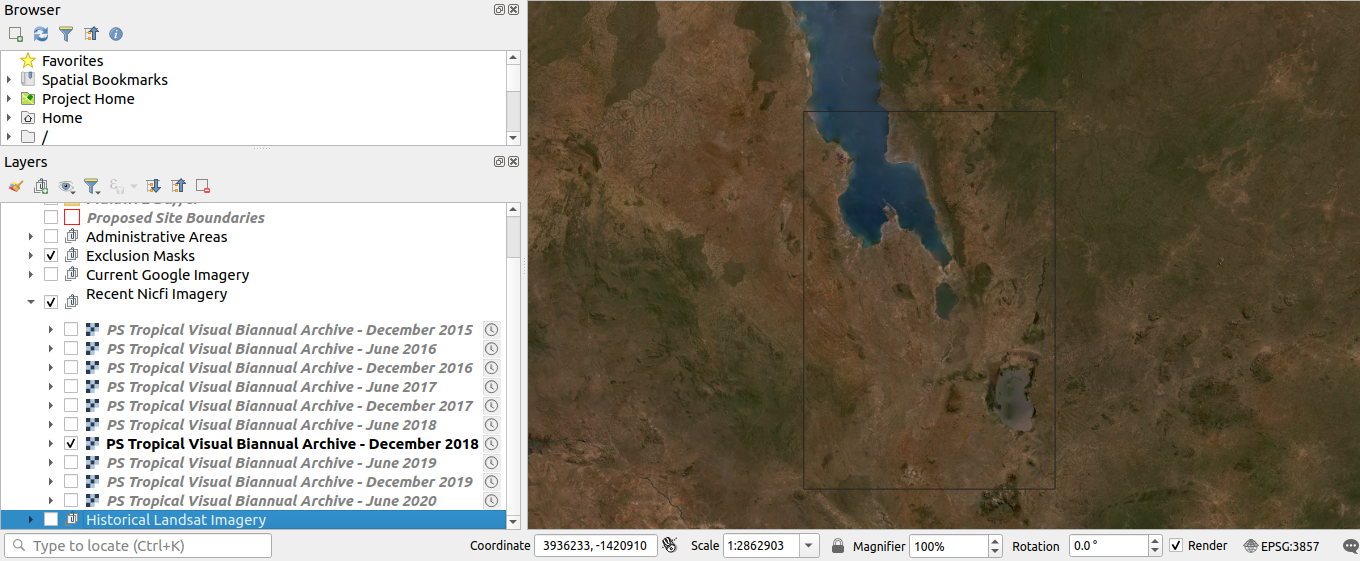 Browser
Favorites
Spatial Bookmarks
Project Home
Home
/
Layers
Proposed Site Boundaries
Administrative Areas
Exclusion Masks
Current Google Imagery
Recent Nicfi Imagery
PS Tropical Visual Biannual Archive - December 2015
PS Tropical Visual Biannual Archive - June 2016
PS Tropical Visual Biannual Archive - December 2016
PS Tropical Visual Biannual Archive - June 2017
PS Tropical Visual Biannual Archive - December 2017
PS Tropical Visual Biannual Archive - June 2018
PS Tropical Visual Biannual Archive - December 2018
PS Tropical Visual Biannual Archive - June 2019
PS Tropical Visual Biannual Archive - December 2019
PS Tropical Visual Biannual Archive - June 2020
Historical Landsat Imagery
Type to locate (Ctrl+K) Coordinate 3936233, -1420910 Scale 1:2862903 Magnifier 100% Rotation 0.0 ° Render EPSG:3857